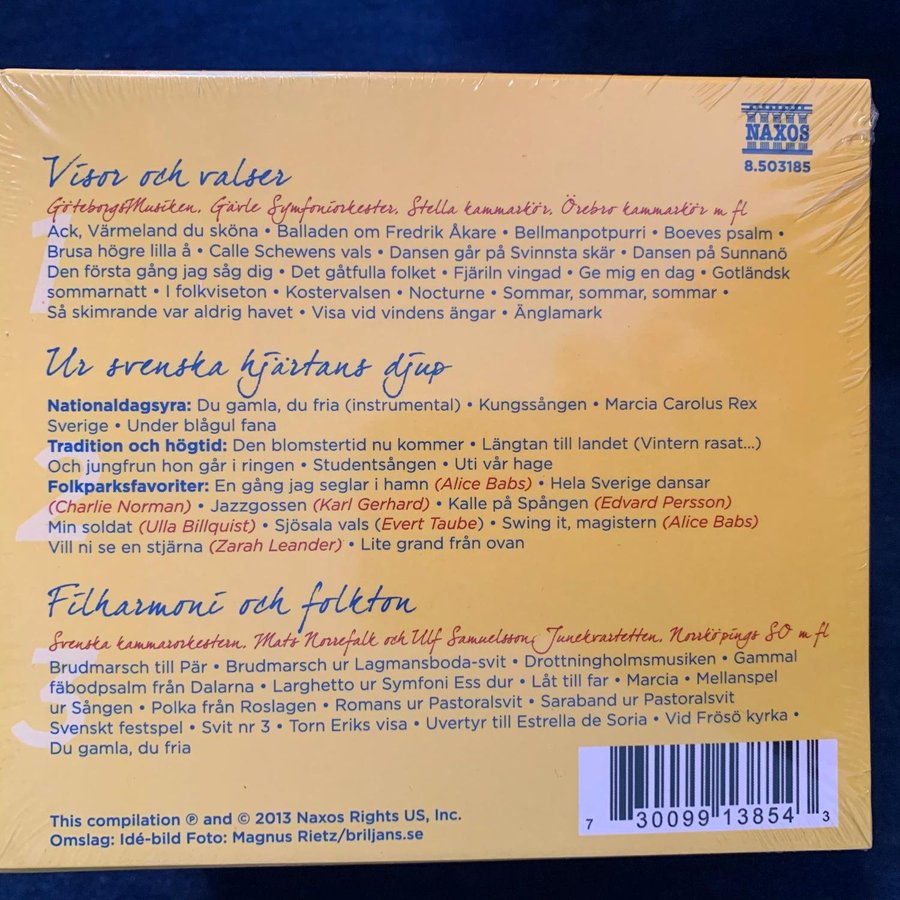 NAXOS
8.503185
1
Visor och valser
GöteborgsMusiken, Gävle Symfoniorkester, Stella kammarkör, Örebro kammarkör m fl
Ack, Värmeland du sköna • Balladen om Fredrik Åkare • Bellmanpotpurri • Boeves psalm •
Brusa högre lilla å • Calle Schewens vals • Dansen går på Svinnsta skär • Dansen på Sunnanö
Den första gång jag såg dig • Det gåtfulla folket • Fjäriln vingad • Ge mig en dag • Gotländsk
sommarnatt • I folkviseton • Kostervalsen • Nocturne • Sommar, sommar, sommar •
Så skimrande var aldrig havet • Visa vid vindens ängar • Änglamark
2
Ur svenska hjärtans djup
Nationaldagsyra: Du gamla, du fria (instrumental) • Kungssången • Marcia Carolus Rex
Sverige • Under blågul fana
Tradition och högtid: Den blomstertid nu kommer • Längtan till landet (Vintern rasat...)
Och jungfrun hon går i ringen • Studentsången • Uti vår hage
Folkparksfavoriter: En gång jag seglar i hamn (Alice Babs) • Hela Sverige dansar
(Charlie Norman) • Jazzgossen (Karl Gerhard) • Kalle på Spången (Edvard Persson)
Min soldat (Ulla Billquist) • Sjösala vals (Evert Taube) • Swing it, magistern (Alice Babs)
Vill ni se en stjärna (Zarah Leander) • Lite grand från ovan
3
Filharmoni och folkton
Svenska kammarorkestern, Mats Norrefalk och Ulf Samuelsson, Junekvartetten, Norrköpings SO m fl
Brudmarsch till Pär • Brudmarsch ur Lagmansboda-svit • Drottningholmsmusiken • Gammal
fäbodpsalm från Dalarna • Larghetto ur Symfoni Ess dur • Låt till far • Marcia • Mellanspel
ur Sången • Polka från Roslagen • Romans ur Pastoralsvit • Saraband ur Pastoralsvit
Svenskt festspel • Svit nr 3 • Torn Eriks visa • Uvertyr till Estrella de Soria • Vid Frösö kyrka •
Du gamla, du fria
This compilation ℗ and © 2013 Naxos Rights US, Inc.
Omslag: Idé-bild Foto: Magnus Rietz/briljans.se
7 30099 13854 3